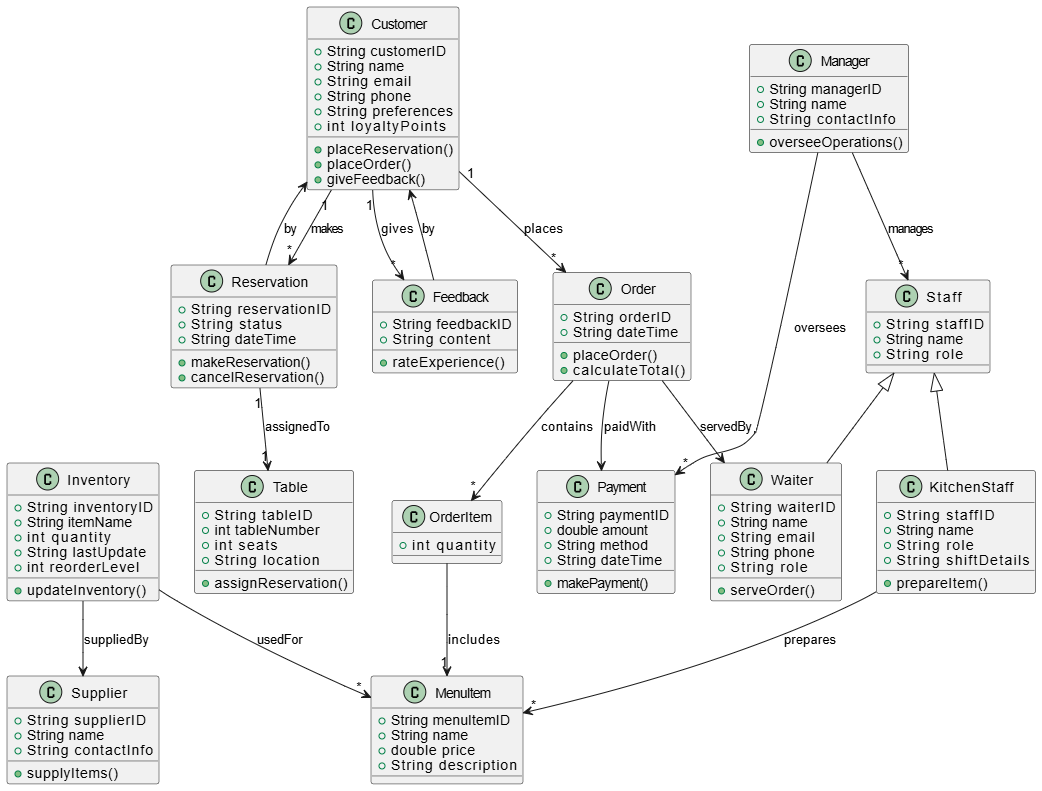 C Customer
String customerID
String name
String email
String phone
String preferences
int loyaltyPoints
placeReservation()
placeOrder()
giveFeedback()
C Manager
String managerID
String name
String contactInfo
overseeOperations()
1
1
1
by
makes
gives
by
places
manages
*
*
*
*
C Reservation
String reservationID
String status
String dateTime
makeReservation()
cancelReservation()
C Feedback
String feedbackID
String content
rateExperience()
C Order
String orderID
String dateTime
placeOrder()
calculateTotal()
oversees
C Staff
String staffID
String name
String role
1
assignedTo
1
contains
paidWith
servedBy
*
*
C Inventory
String inventoryID
String itemName
int quantity
String lastUpdate
int reorderLevel
updateInventory()
C Table
String tableID
int tableNumber
int seats
String location
assignReservation()
C OrderItem
int quantity
C Payment
String paymentID
double amount
String method
String dateTime
makePayment()
C Waiter
String waiterID
String name
String email
String phone
String role
serveOrder()
C KitchenStaff
String staffID
String name
String role
String shiftDetails
prepareItem()
suppliedBy
usedFor
includes
prepares
*
1
*
C Supplier
String supplierID
String name
String contactInfo
supplyItems()
C MenuItem
String menuItemID
String name
double price
String description